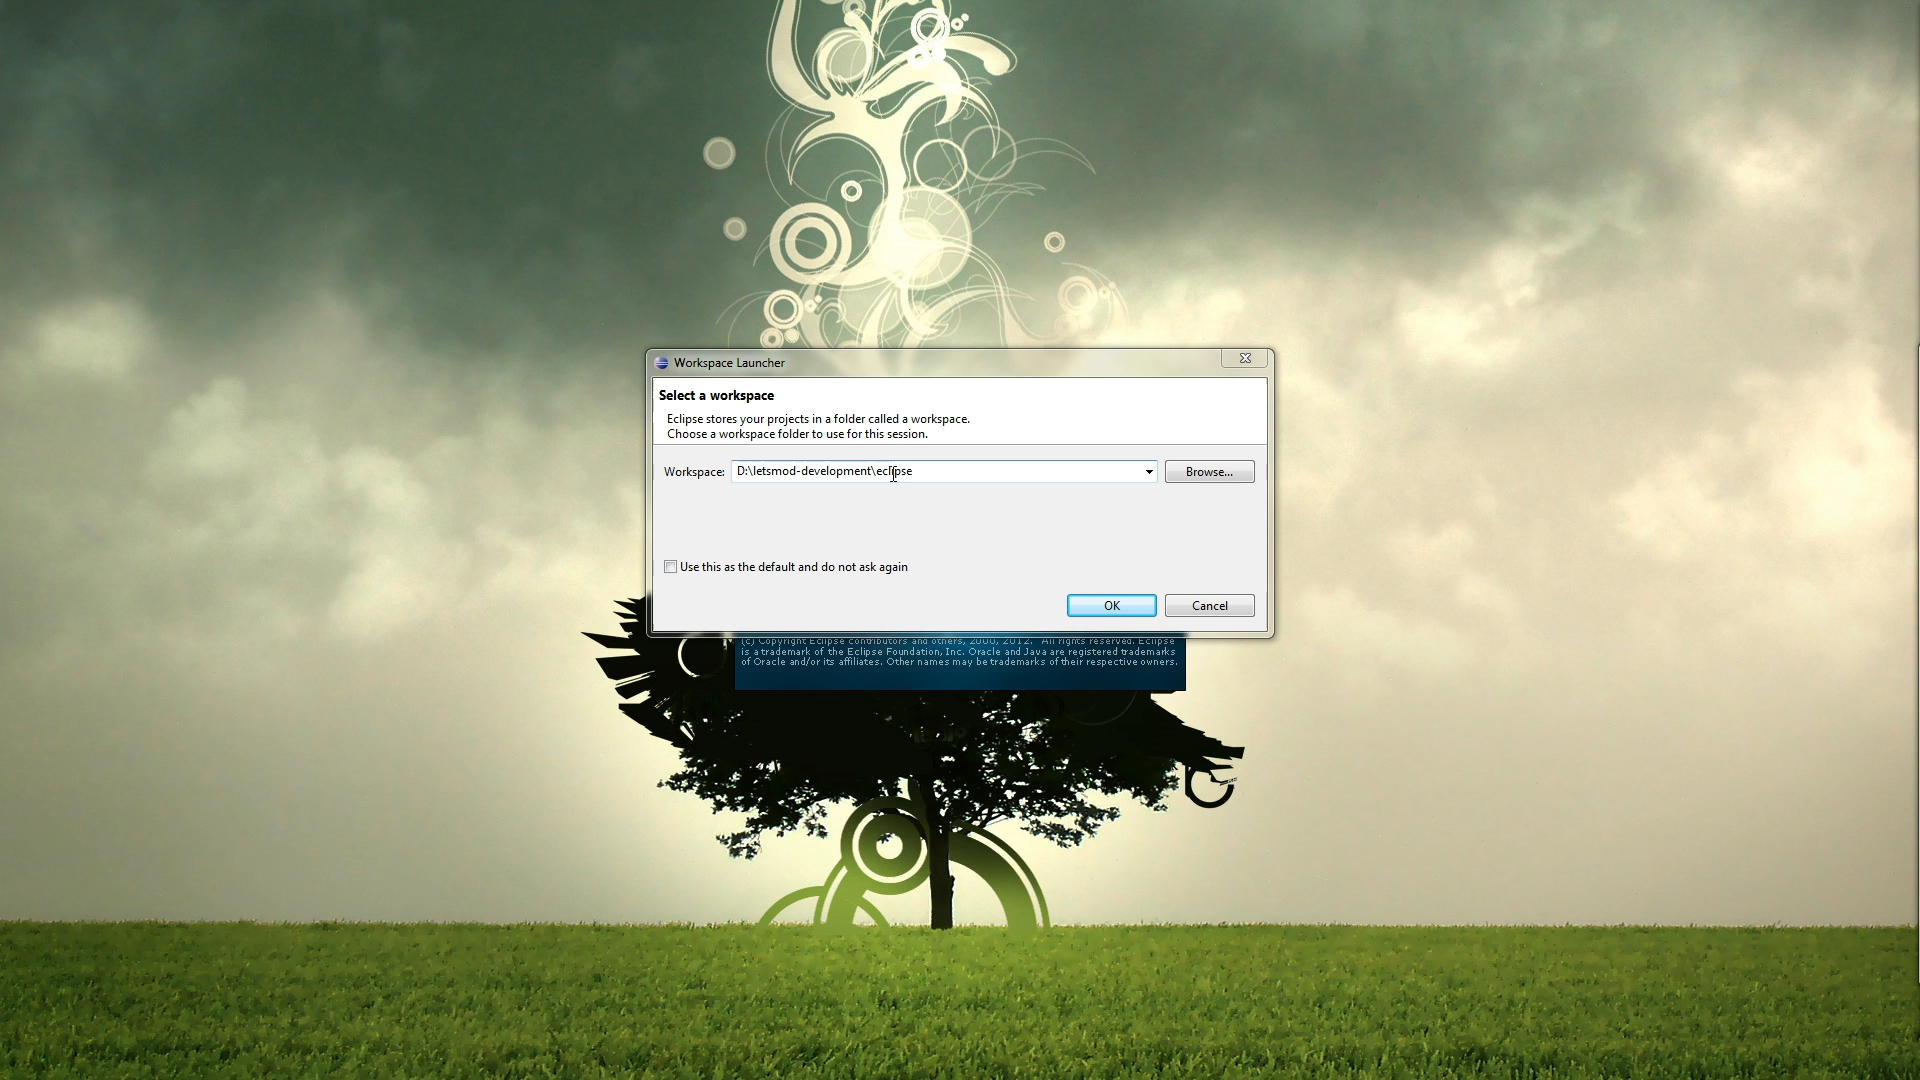 Workspace Launcher
Select a workspace
Eclipse stores your projects in a folder called a workspace.
Choose a workspace folder to use for this session.
Workspace: D:\letsmod-development\eclipse Browse...
Use this as the default and do not ask again
OK Cancel
(c) Copyright Eclipse contributors and others, 2000, 2012. All rights reserved. Eclipse
is a trademark of the Eclipse Foundation, Inc. Oracle and Java are registered trademarks
of Oracle and/or its affiliates. Other names may be trademarks of their respective owners.